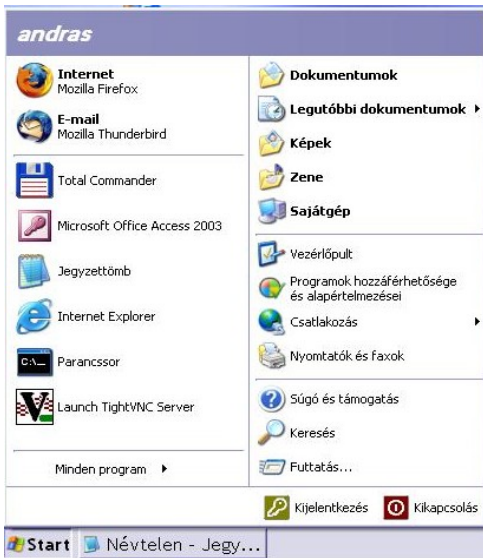 andras
Internet
Mozilla Firefox
E-mail
Mozilla Thunderbird
Total Commander
Microsoft Office Access 2003
Jegyzettömb
Internet Explorer
Parancssor
Launch TightVNC Server
Minden program
Dokumentumok
Legutóbbi dokumentumok
Képek
Zene
Sajátgép
Vezérlőpult
Programok hozzáférhetősége
és alapértelmezései
Csatlakozás
Nyomtatók és faxok
Súgó és támogatás
Keresés
Futtatás...
Kijelentkezés
Kikapcsolás
Start
Névtelen - Jegy...